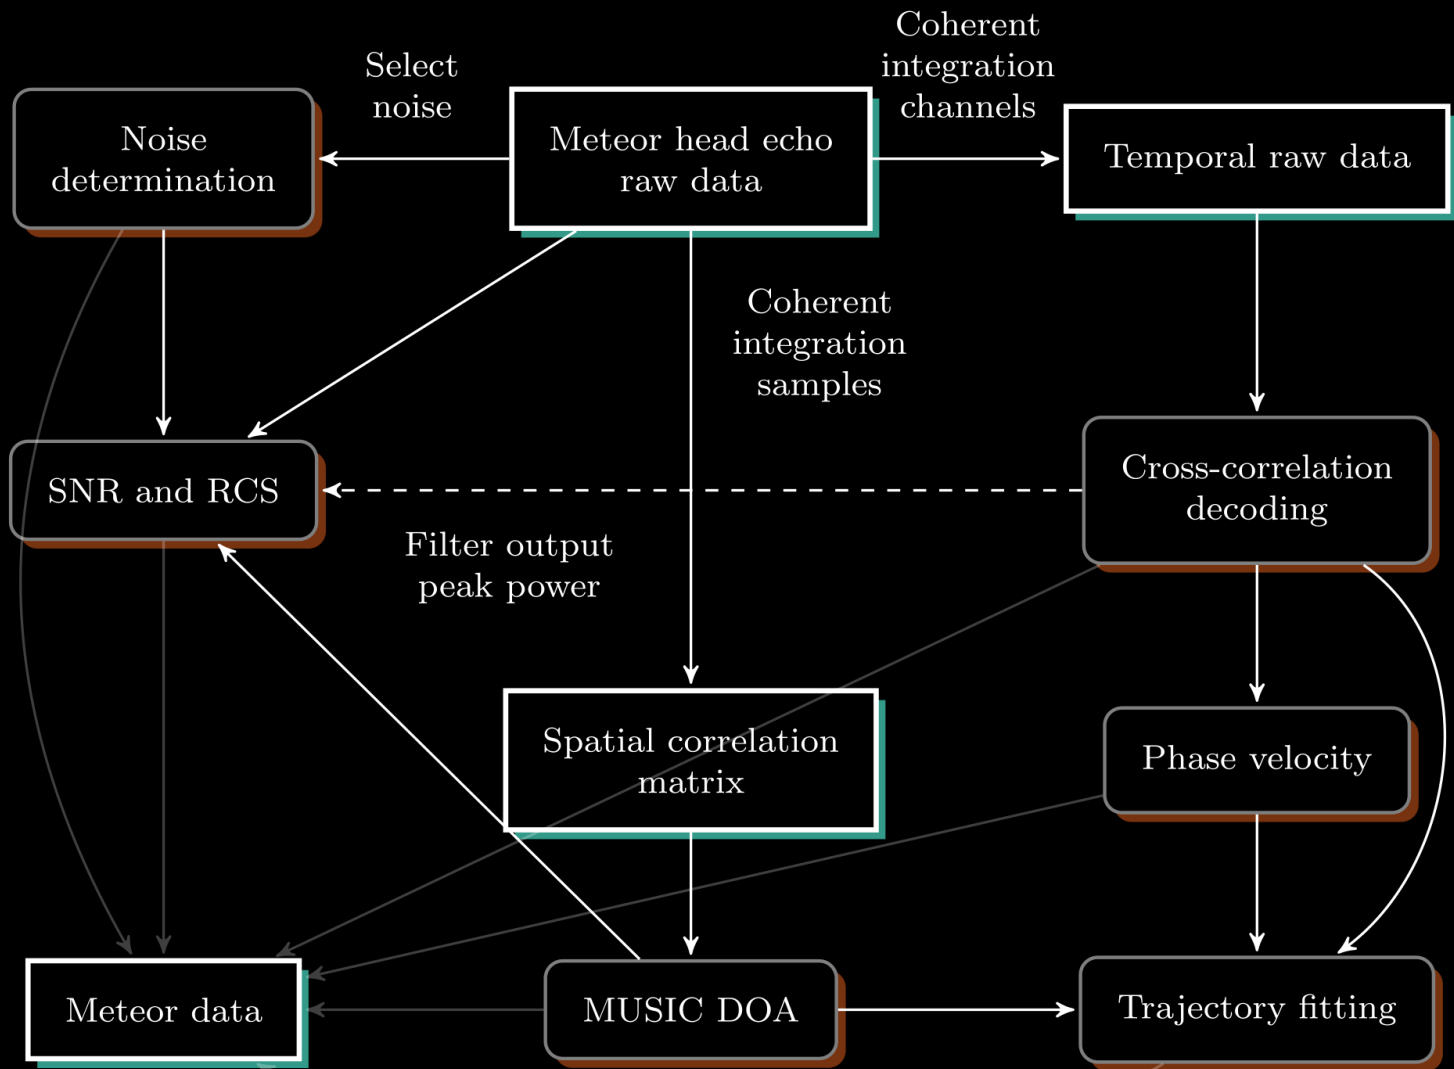 Coherent
integration
channels
Select
noise
Noise
determination
Meteor head echo
raw data
Temporal raw data
Coherent
integration
samples
SNR and RCS
Cross-correlation
decoding
Filter output
peak power
Spatial correlation
matrix
Phase velocity
Meteor data
MUSIC DOA
Trajectory fitting